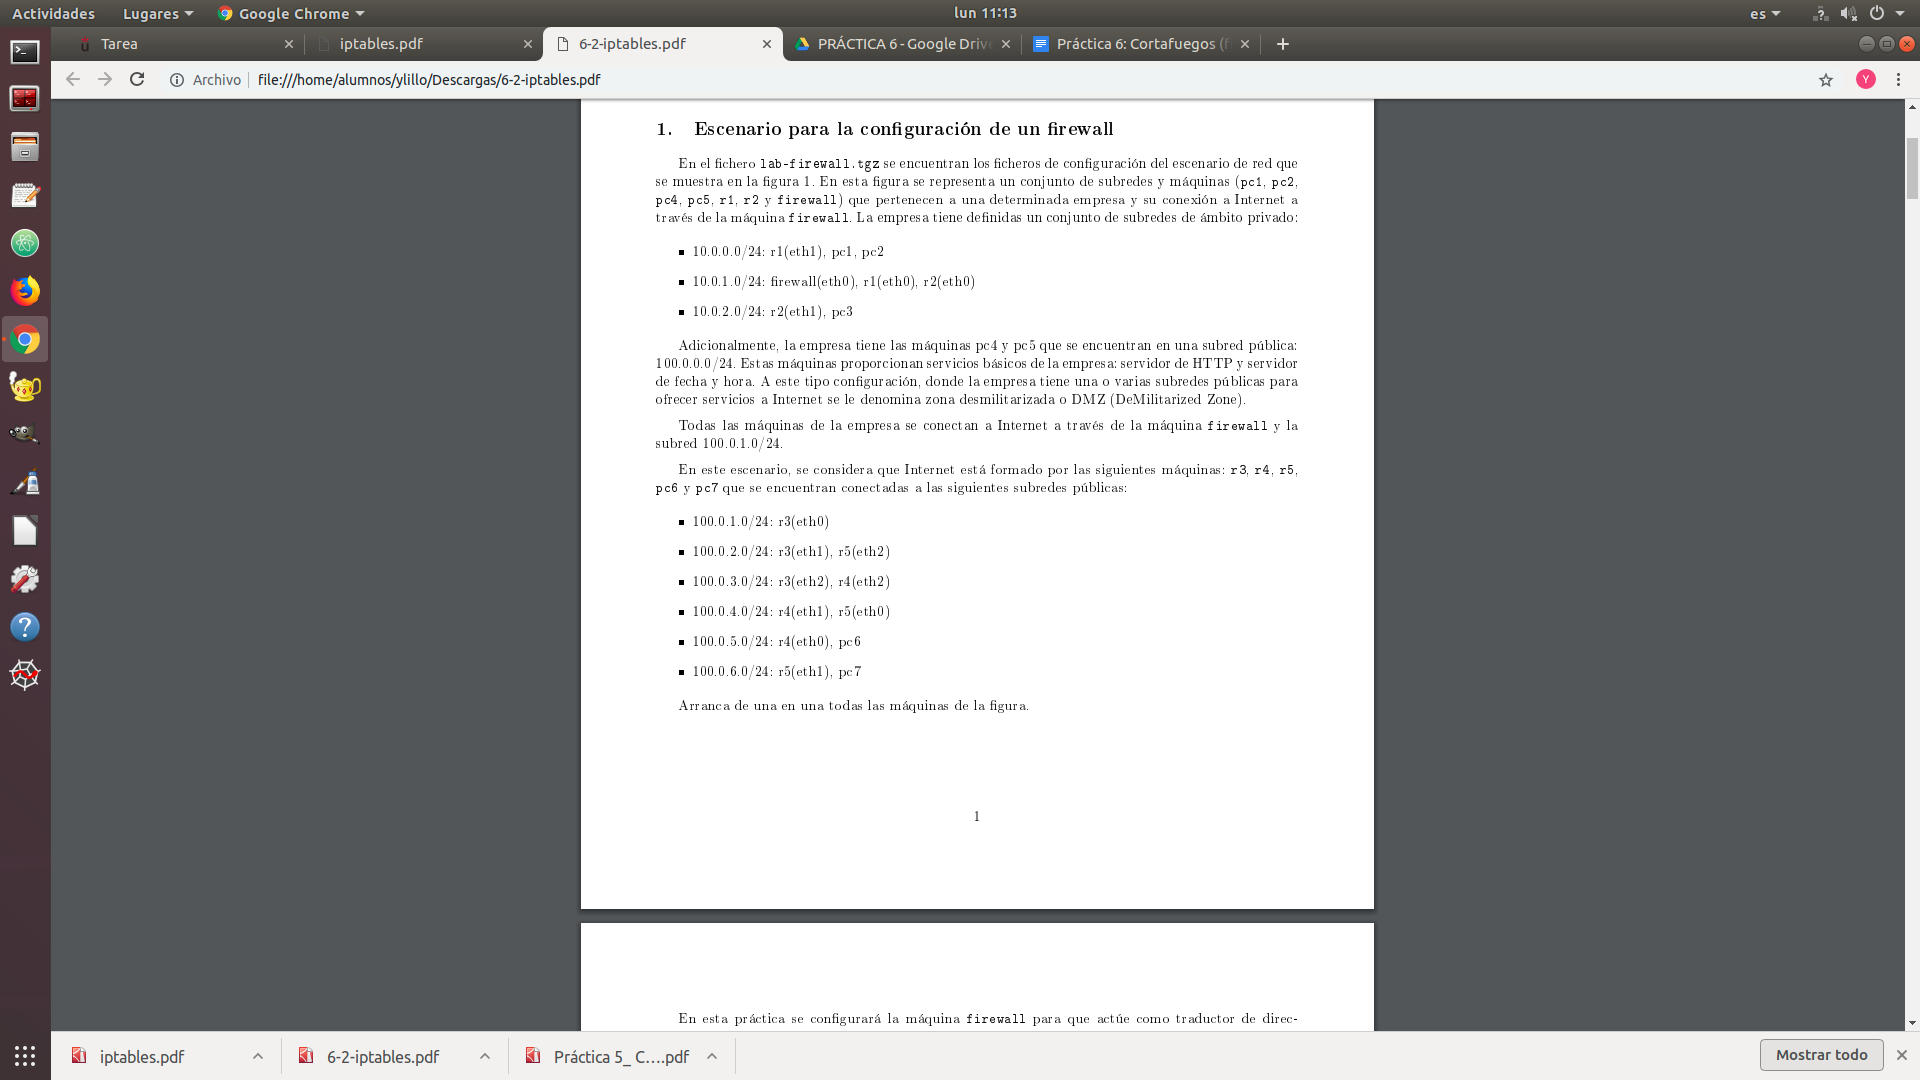 Actividades
Lugares
Google Chrome
lun 11:13
es
Tarea
iptables.pdf
6-2-iptables.pdf
PRÁCTICA 6 - Google Drive
Práctica 6: Cortafuegos (f
Archivo
file:///home/alumnos/ylillo/Descargas/6-2-iptables.pdf
Y
1. Escenario para la configuración de un firewall
En el fichero lab-firewall.tgz se encuentran los ficheros de configuración del escenario de red que
se muestra en la figura 1. En esta figura se representa un conjunto de subredes y máquinas (pc1, pc2,
pc4, pc5, r1, r2 y firewall) que pertenecen a una determinada empresa y su conexión a Internet a
través de la máquina firewall. La empresa tiene definidas un conjunto de subredes de ámbito privado:
10.0.0.0/24: r1(eth1), pc1, pc2
10.0.1.0/24: firewall(eth0), r1(eth0), r2(eth0)
10.0.2.0/24: r2(eth1), pc3
Adicionalmente, la empresa tiene las máquinas pc4 y pc5 que se encuentran en una subred pública:
100.0.0.0/24. Estas máquinas proporcionan servicios básicos de la empresa: servidor de HTTP y servidor
de fecha y hora. A este tipo configuración, donde la empresa tiene una o varias subredes públicas para
ofrecer servicios a Internet se le denomina zona desmilitarizada o DMZ (DeMilitarized Zone).
Todas las máquinas de la empresa se conectan a Internet a través de la máquina firewall y la
subred 100.0.1.0/24.
En este escenario, se considera que Internet está formado por las siguientes máquinas: r3, r4, r5,
pc6 y pc7 que se encuentran conectadas a las siguientes subredes públicas:
100.0.1.0/24: r3(eth0)
100.0.2.0/24: r3(eth1), r5(eth2)
100.0.3.0/24: r3(eth2), r4(eth2)
100.0.4.0/24: r4(eth1), r5(eth0)
100.0.5.0/24: r4(eth0), pc6
100.0.6.0/24: r5(eth1), pc7
Arranca de una en una todas las máquinas de la figura.
1
En esta práctica se configurará la máquina firewall para que actúe como traductor de direc-
iptables.pdf
6-2-iptables.pdf
Práctica 5_ C....pdf
Mostrar todo